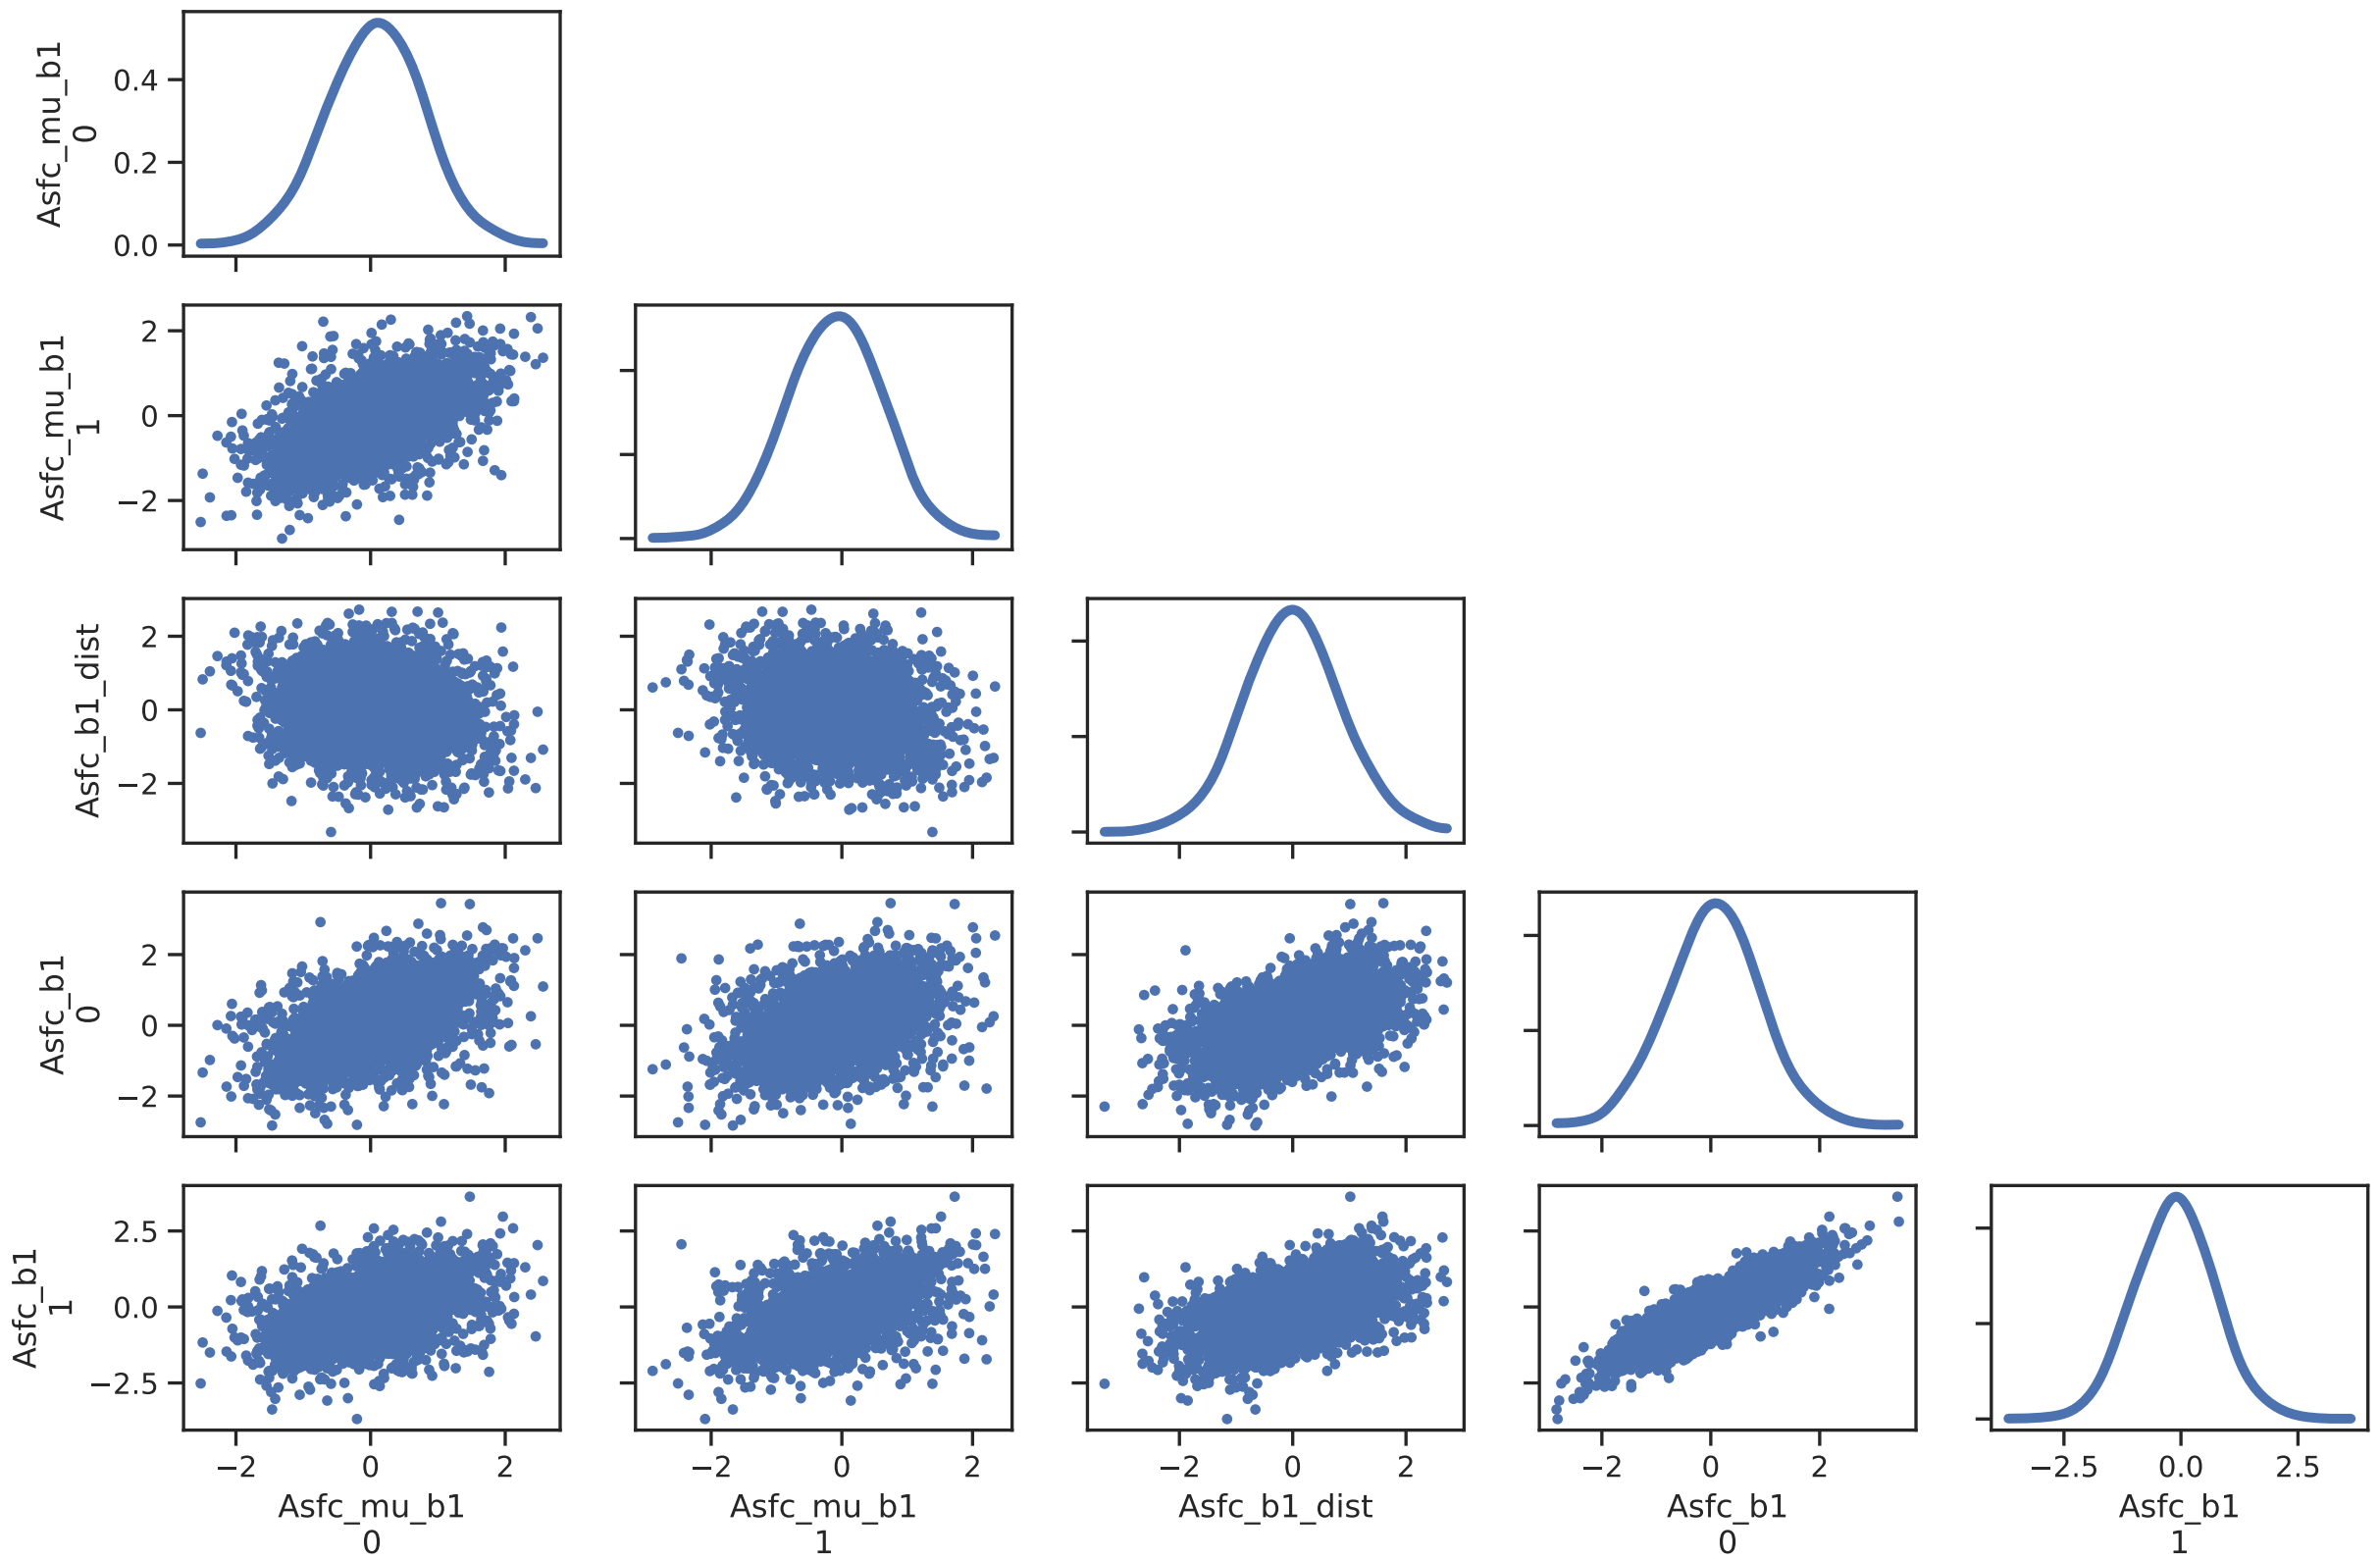 Asfc_mu_b1
0
0.4
0.2
0.0
Asfc_mu_b1
1
2
0
−2
Asfc_b1_dist
2
0
−2
Asfc_b1
0
2
0
−2
Asfc_b1
1
2.5
0.0
−2.5
−2 0 2 −2 0 2 −2 0 2 −2 0 2 −2.5 0.0 2.5
Asfc_mu_b1 Asfc_mu_b1 Asfc_b1_dist Asfc_b1 Asfc_b1
0 1 0 1